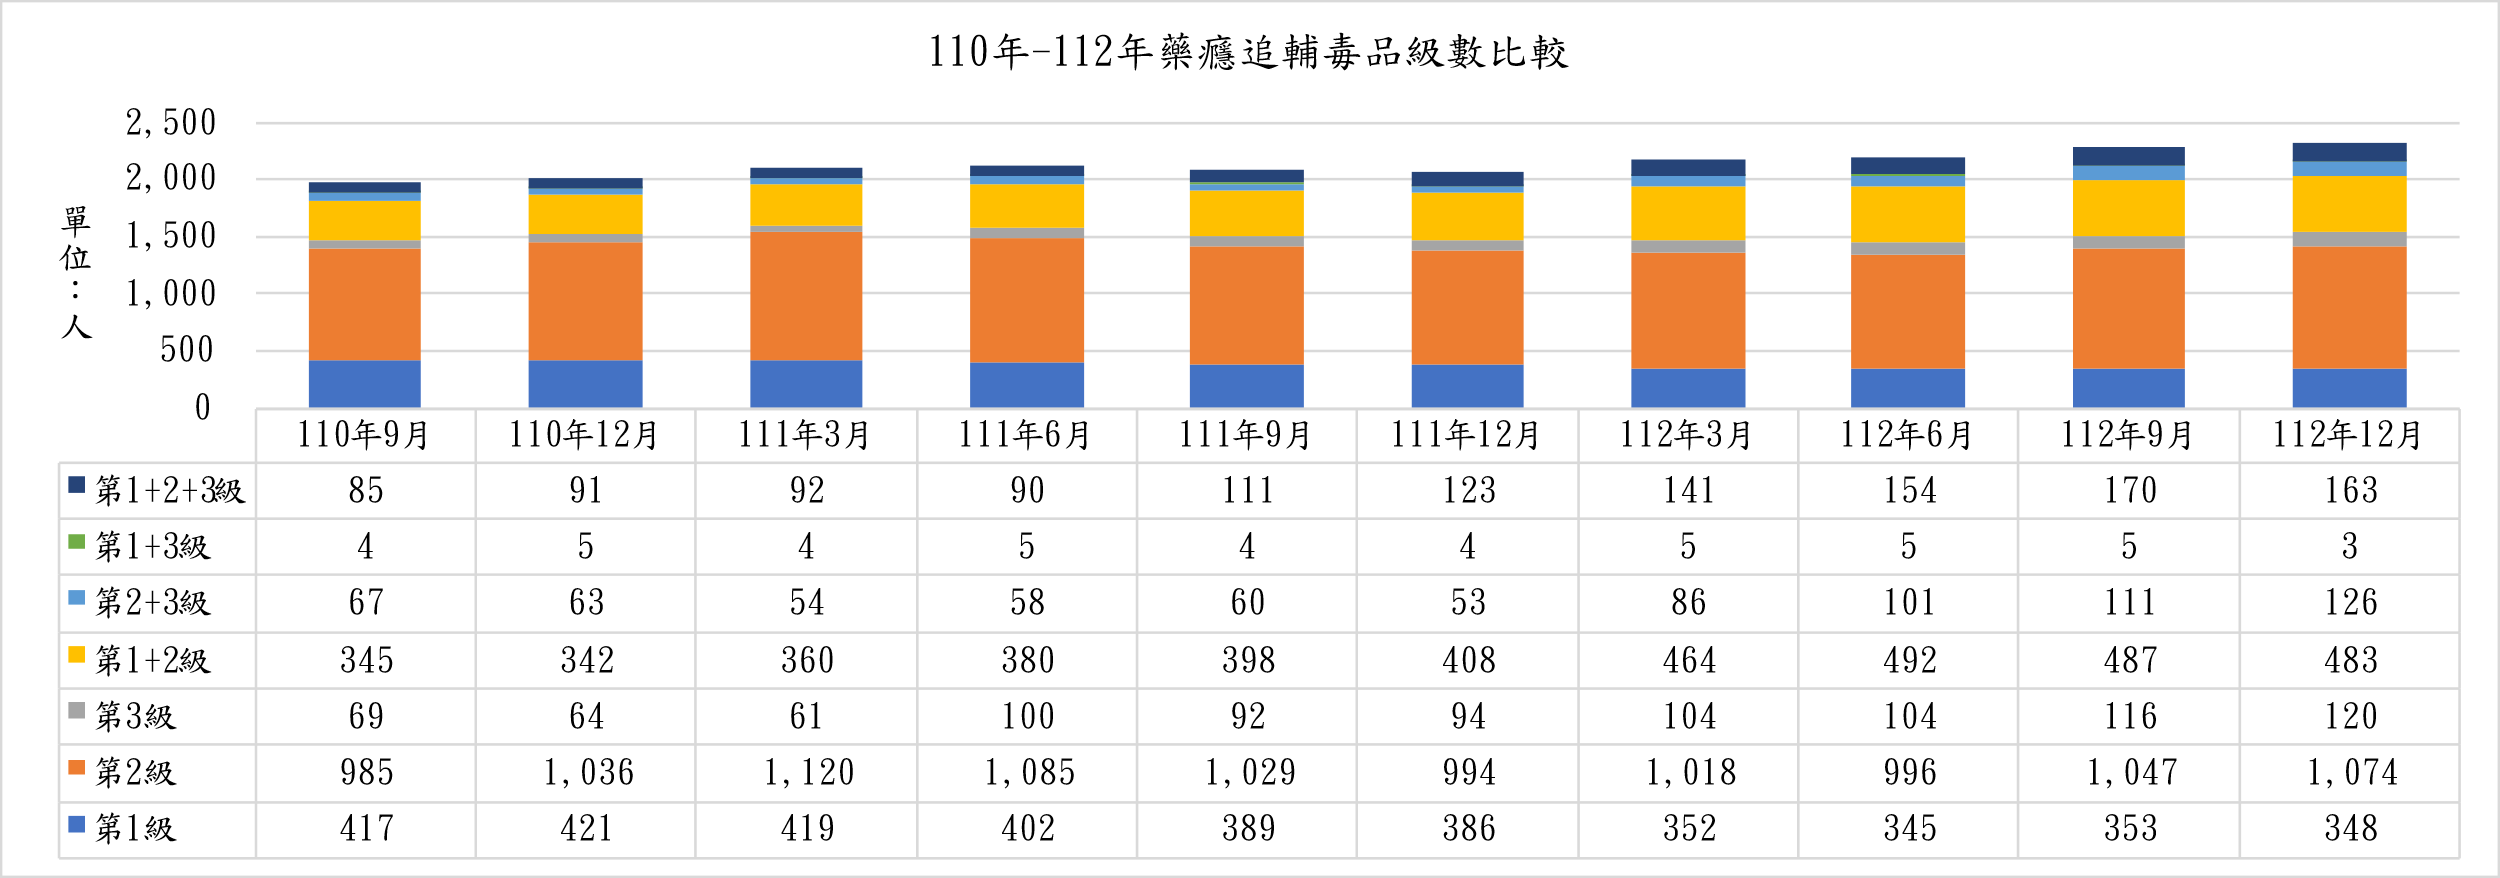 110年-112年藥癮追輔毒品級數比較
單位：人
2,500
2,000
1,500
1,000
500
0
110年9月 110年12月 111年3月 111年6月 111年9月 111年12月 112年3月 112年6月 112年9月 112年12月
第1+2+3級 85 91 92 90 111 123 141 154 170 163
第1+3級 4 5 4 5 4 4 5 5 5 3
第2+3級 67 63 54 58 60 53 86 101 111 126
第1+2級 345 342 360 380 398 408 464 492 487 483
第3級 69 64 61 100 92 94 104 104 116 120
第2級 985 1,036 1,120 1,085 1,029 994 1,018 996 1,047 1,074
第1級 417 421 419 402 389 386 352 345 353 348